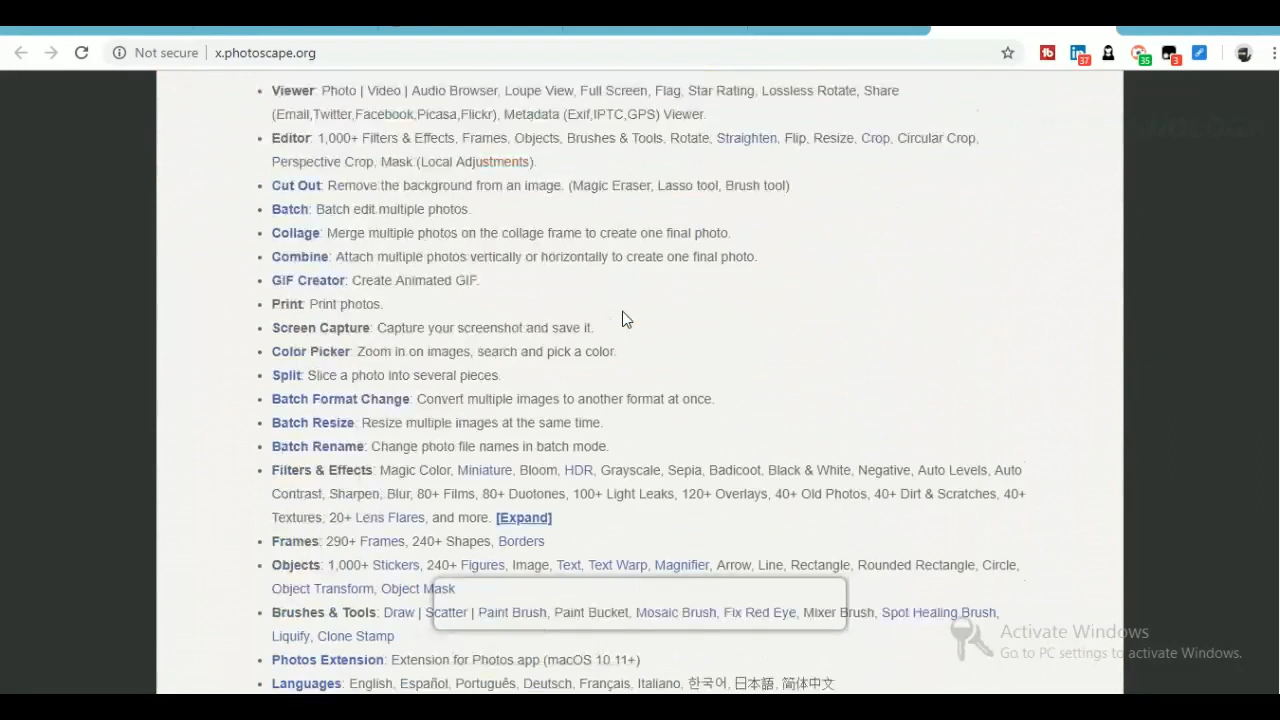 Not secure
x.photoscape.org
37
35
3
Viewer: Photo | Video | Audio Browser, Loupe View, Full Screen, Flag, Star Rating, Lossless Rotate, Share
(Email,Twitter,Facebook,Picasa,Flickr), Metadata (Exif,IPTC,GPS) Viewer.
Editor: 1,000+ Filters & Effects, Frames, Objects, Brushes & Tools, Rotate, Straighten, Flip, Resize, Crop, Circular Crop,
Perspective Crop, Mask (Local Adjustments).
Cut Out: Remove the background from an image. (Magic Eraser, Lasso tool, Brush tool)
Batch: Batch edit multiple photos.
Collage: Merge multiple photos on the collage frame to create one final photo.
Combine: Attach multiple photos vertically or horizontally to create one final photo.
GIF Creator: Create Animated GIF.
Print: Print photos.
Screen Capture: Capture your screenshot and save it.
Color Picker: Zoom in on images, search and pick a color.
Split: Slice a photo into several pieces.
Batch Format Change: Convert multiple images to another format at once.
Batch Resize: Resize multiple images at the same time.
Batch Rename: Change photo file names in batch mode.
Filters & Effects: Magic Color, Miniature, Bloom, HDR, Grayscale, Sepia, Badicoot, Black & White, Negative, Auto Levels, Auto
Contrast, Sharpen, Blur, 80+ Films, 80+ Duotones, 100+ Light Leaks, 120+ Overlays, 40+ Old Photos, 40+ Dirt & Scratches, 40+
Textures, 20+ Lens Flares, and more. [Expand]
Frames: 290+ Frames, 240+ Shapes, Borders
Objects: 1,000+ Stickers, 240+ Figures, Image, Text, Text Warp, Magnifier, Arrow, Line, Rectangle, Rounded Rectangle, Circle,
Object Transform, Object Mask
Brushes & Tools: Draw | Scatter | Paint Brush, Paint Bucket, Mosaic Brush, Fix Red Eye, Mixer Brush, Spot Healing Brush,
Liquify, Clone Stamp
Photos Extension: Extension for Photos app (macOS 10.11+)
Languages: English, Español, Português, Deutsch, Français, Italiano, 한국어, 日本語, 简体中文
Activate Windows
Go to PC settings to activate Windows.